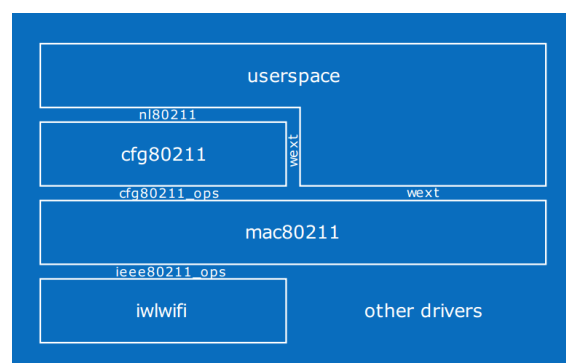 userspace
nl80211
cfg80211
wext
cfg80211_ops
wext
mac80211
ieee80211_ops
iwlwifi
other drivers